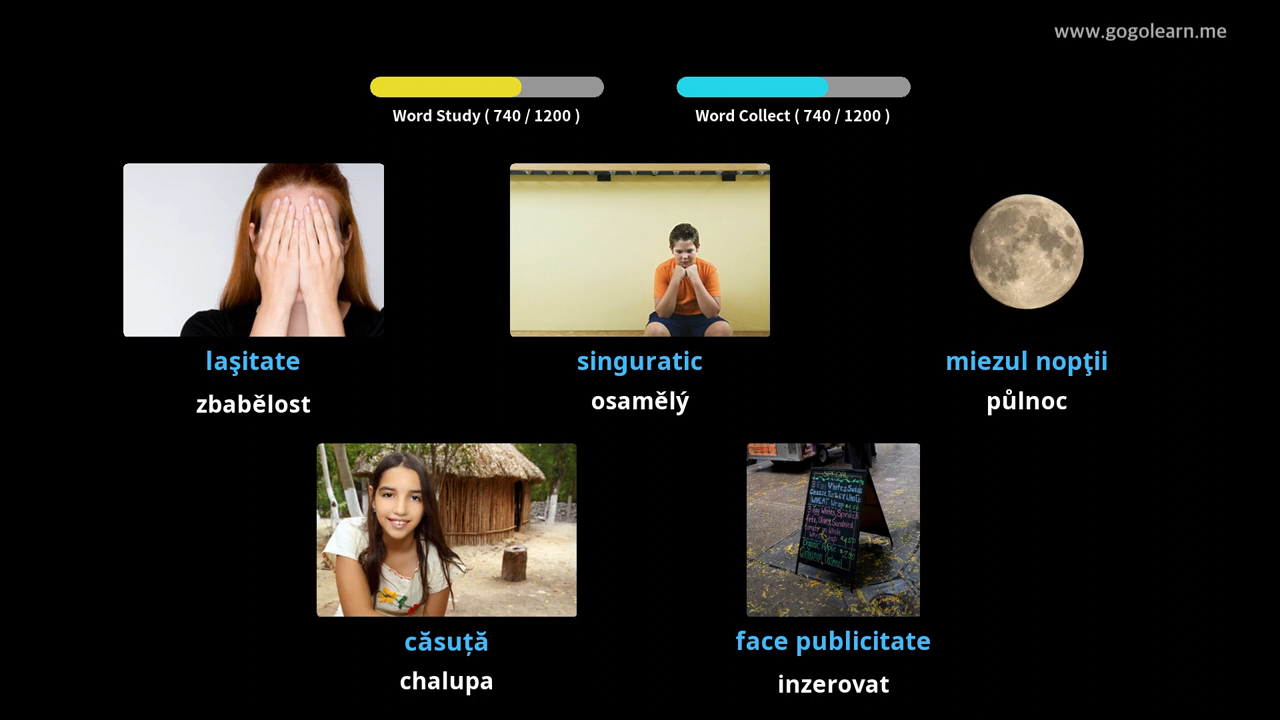 www.gogolearn.me
Word Study ( 740 / 1200 )
Word Collect ( 740 / 1200 )
laşitate
singuratic
miezul nopţii
zbabělost
osamělý
půlnoc
căsuță
face publicitate
chalupa
inzerovat